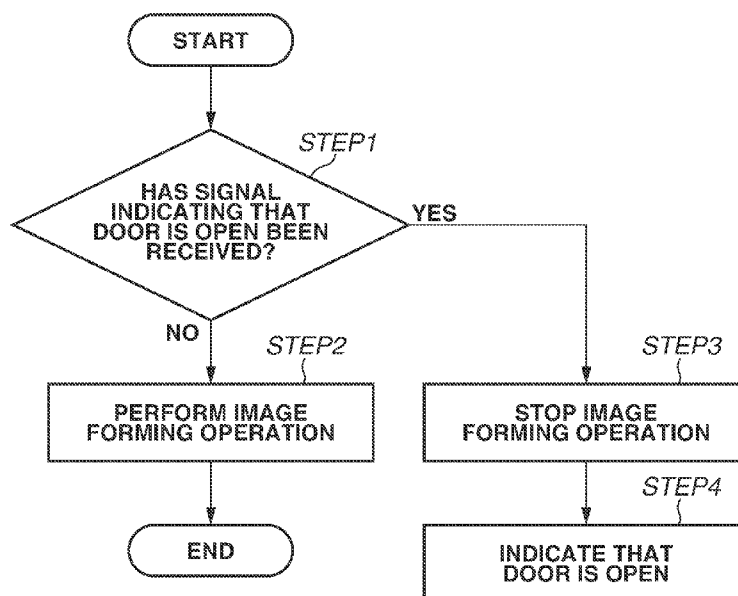 START
STEP1
HAS SIGNAL
INDICATING THAT
DOOR IS OPEN BEEN
RECEIVED?
YES
NO
STEP2
PERFORM IMAGE
FORMING OPERATION
END
STEP3
STOP IMAGE
FORMING OPERATION
STEP4
INDICATE THAT
DOOR IS OPEN